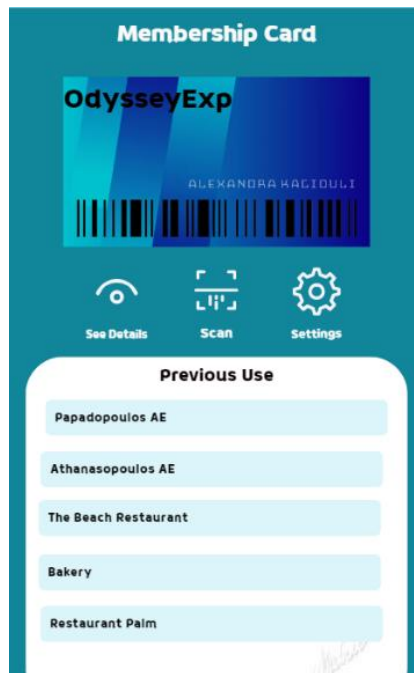 Membership Card
OdysseyExp
ALEXANDRA KAGIOULI
See Details Scan Settings
Previous Use
Papadopoulos AE
Athanasopoulos AE
The Beach Restaurant
Bakery
Restaurant Palm